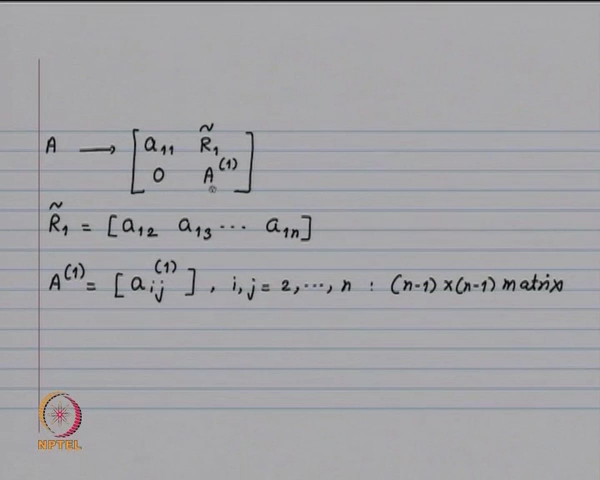 A → [ a₁₁ R̃₁
0 A⁽¹⁾ ]
R̃₁ = [ a₁₂ a₁₃ ⋯ a₁ₙ ]
A⁽¹⁾ = [ aᵢⱼ⁽¹⁾ ] , i, j = 2, ⋯, n : (n-1) x (n-1) matrix
NPTEL